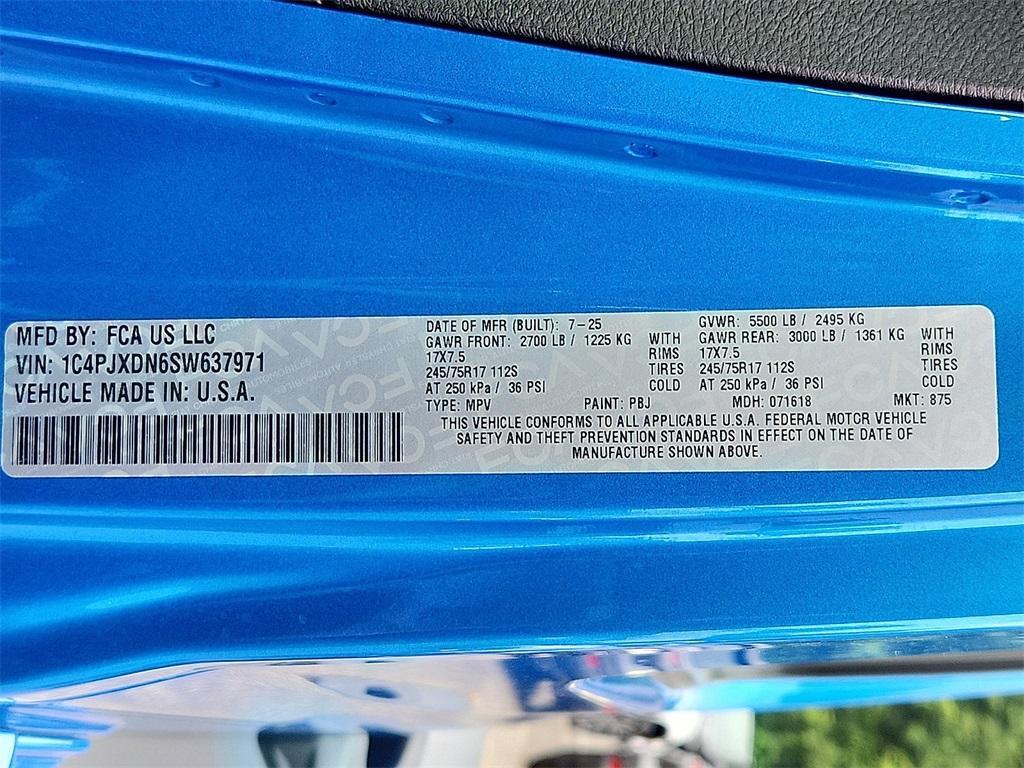 MFD BY: FCA US LLC
VIN: 1C4PJXDN6SW637971
VEHICLE MADE IN: U.S.A.
DATE OF MFR (BUILT): 7-25
GAWR FRONT: 2700 LB / 1225 KG WITH
17X7.5 RIMS
245/75R17 112S TIRES
AT 250 kPa / 36 PSI COLD
GVWR: 5500 LB / 2495 KG
GAWR REAR: 3000 LB / 1361 KG WITH
17X7.5 RIMS
245/75R17 112S TIRES
AT 250 kPa / 36 PSI COLD
TYPE: MPV PAINT: PBJ MDH: 071618 MKT: 875
THIS VEHICLE CONFORMS TO ALL APPLICABLE U.S.A. FEDERAL MOTOR VEHICLE
SAFETY AND THEFT PREVENTION STANDARDS IN EFFECT ON THE DATE OF
MANUFACTURE SHOWN ABOVE.